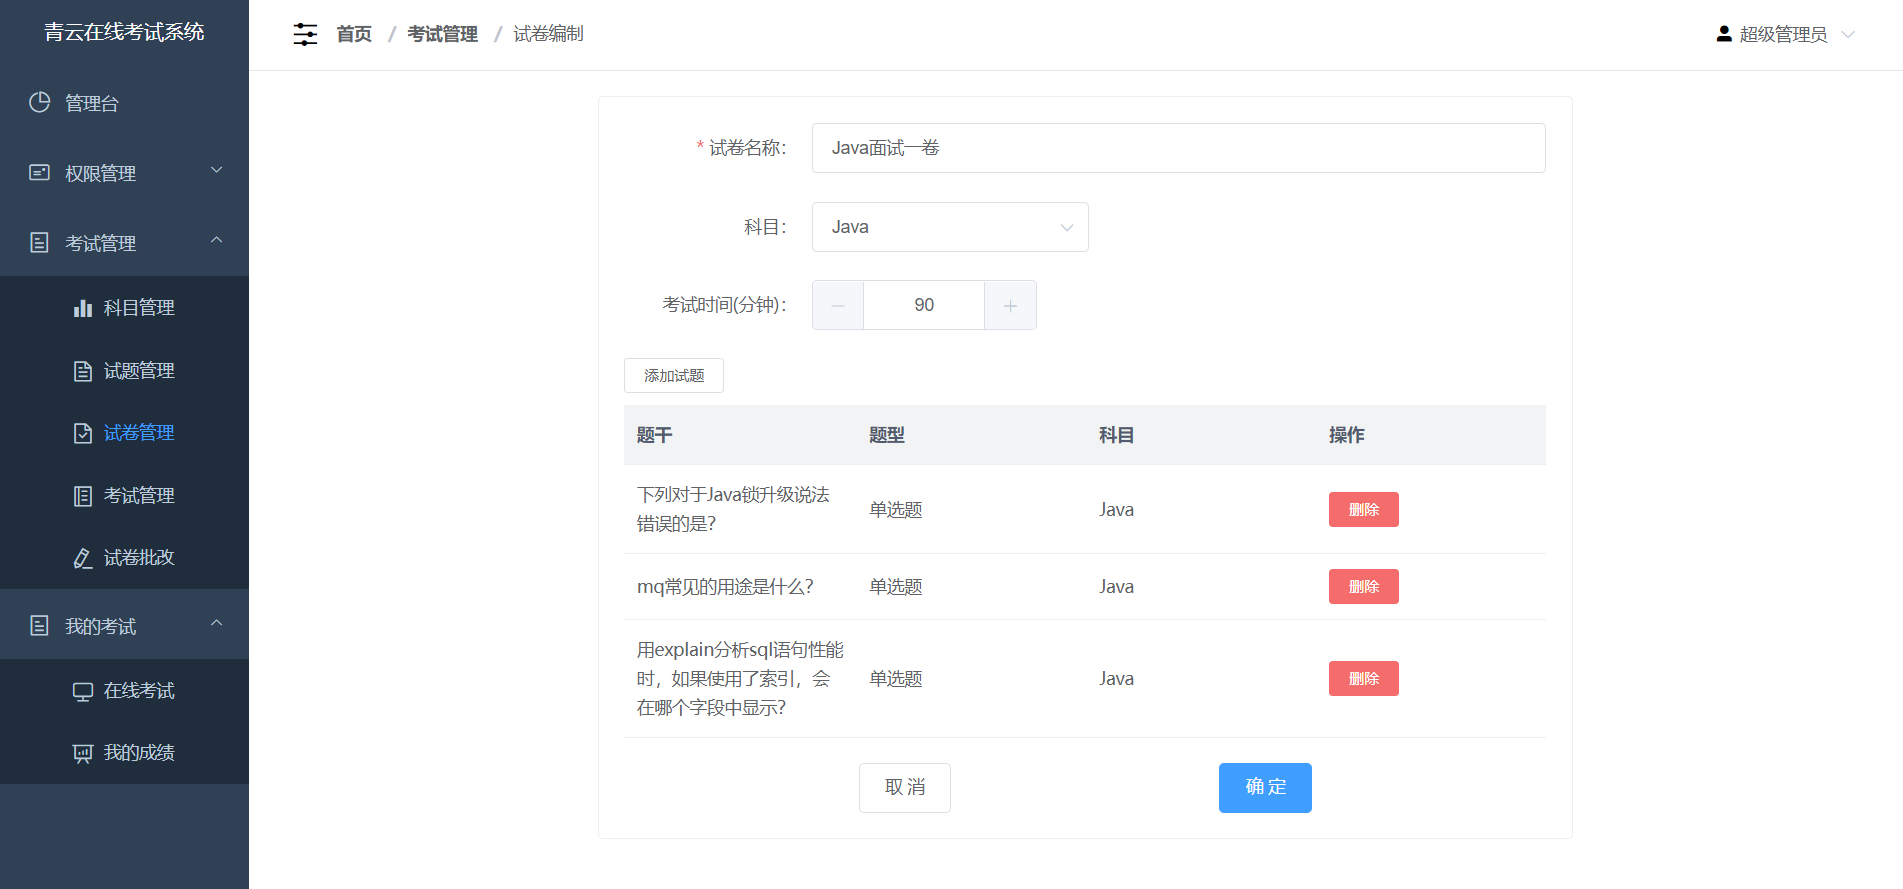 青云在线考试系统
管理台
权限管理
考试管理
科目管理
试题管理
试卷管理
考试管理
试卷批改
我的考试
在线考试
我的成绩
首页 / 考试管理 / 试卷编制
超级管理员
* 试卷名称： Java面试一卷
科目： Java
考试时间(分钟)： − 90 +
添加试题
题干 题型 科目 操作
下列对于Java锁升级说法
错误的是？ 单选题 Java 删除
mq常见的用途是什么？ 单选题 Java 删除
用explain分析sql语句性能
时，如果使用了索引，会 单选题 Java 删除
在哪个字段中显示？
取 消 确 定